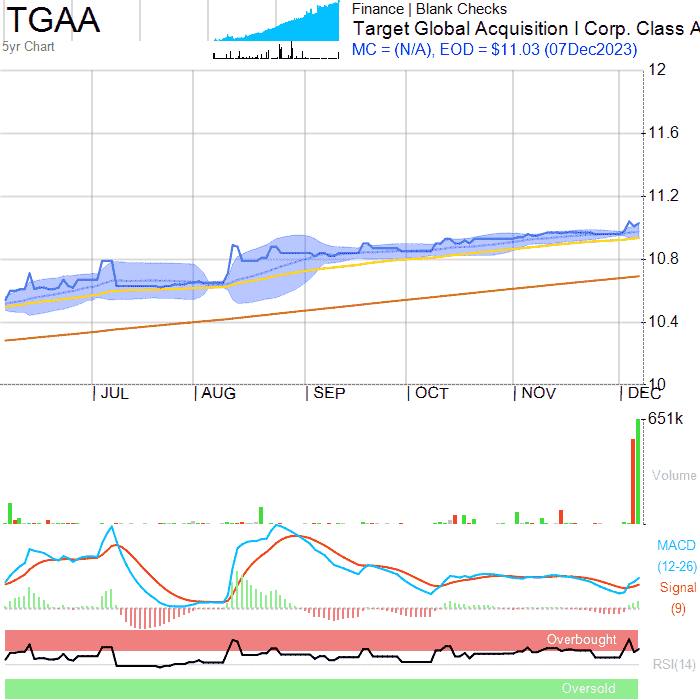 TGAA
5yr Chart
Finance | Blank Checks
Target Global Acquisition I Corp. Class A
MC = (N/A), EOD = $11.03 (07Dec2023)
12
11.6
11.2
10.8
10.4
10
JUL
AUG
SEP
OCT
NOV
DEC
651k
Volume
MACD
(12-26)
Signal
(9)
Overbought
RSI(14)
Oversold